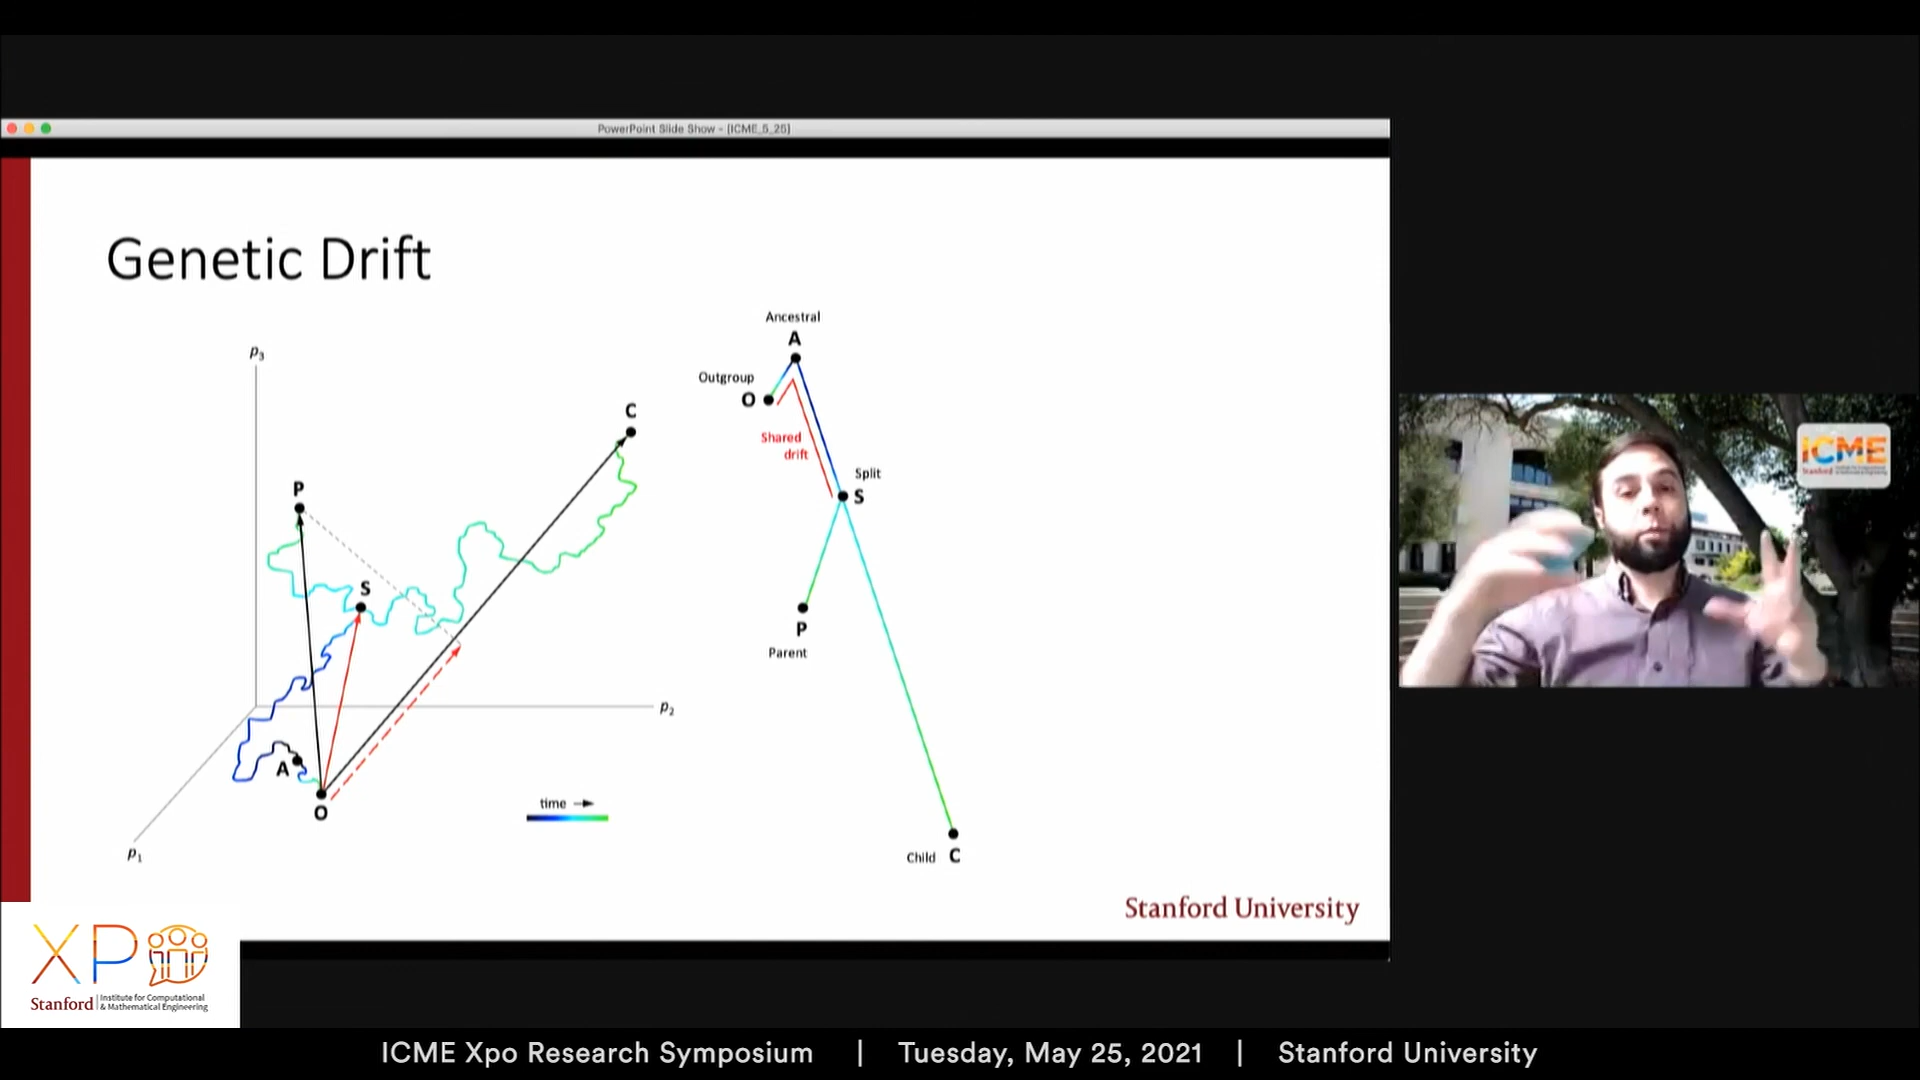 PowerPoint Slide Show - [ICME_5_25]
Genetic Drift
p3
C
P
S
p2
A
O
time
p1
Ancestral
A
Outgroup
O
Shared
drift
Split
S
P
Parent
Child C
Stanford University
ICME
Stanford
XP
Stanford Institute for Computational
& Mathematical Engineering
ICME Xpo Research Symposium | Tuesday, May 25, 2021 | Stanford University